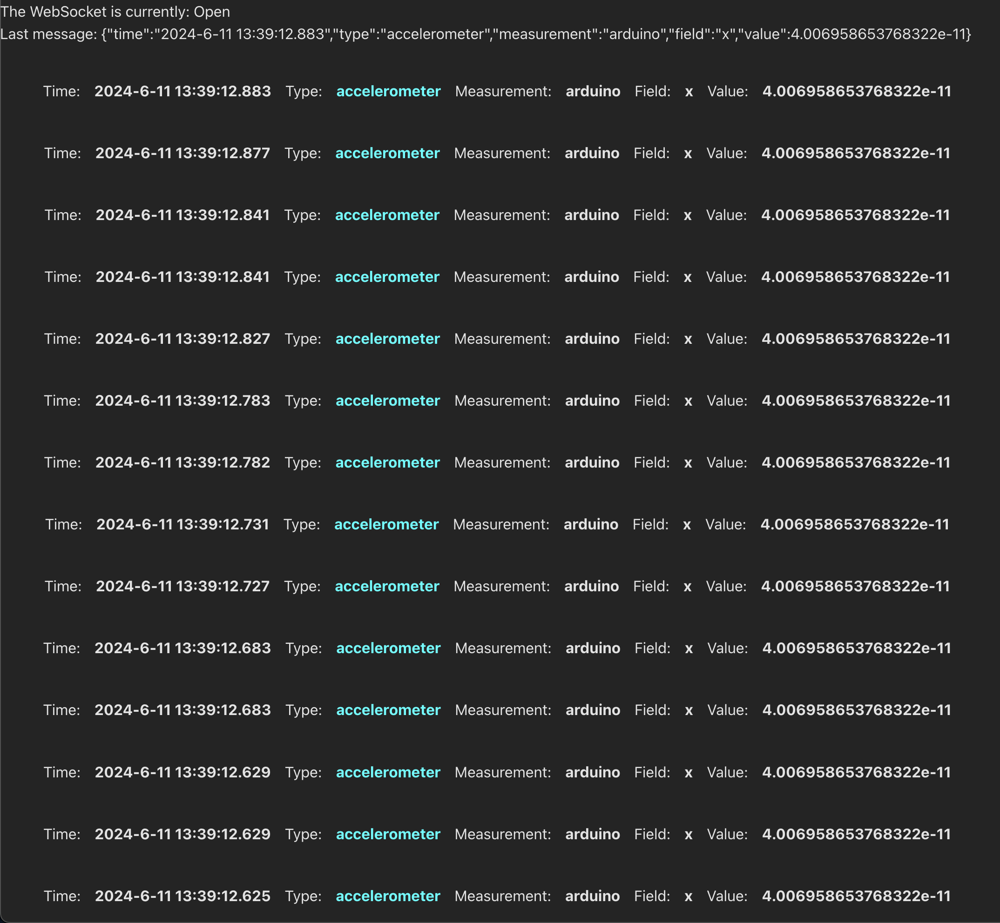 The WebSocket is currently: Open
Last message: {"time":"2024-6-11 13:39:12.883","type":"accelerometer","measurement":"arduino","field":"x","value":4.006958653768322e-11}
Time: 2024-6-11 13:39:12.883 Type: accelerometer Measurement: arduino Field: x Value: 4.006958653768322e-11
Time: 2024-6-11 13:39:12.877 Type: accelerometer Measurement: arduino Field: x Value: 4.006958653768322e-11
Time: 2024-6-11 13:39:12.841 Type: accelerometer Measurement: arduino Field: x Value: 4.006958653768322e-11
Time: 2024-6-11 13:39:12.841 Type: accelerometer Measurement: arduino Field: x Value: 4.006958653768322e-11
Time: 2024-6-11 13:39:12.827 Type: accelerometer Measurement: arduino Field: x Value: 4.006958653768322e-11
Time: 2024-6-11 13:39:12.783 Type: accelerometer Measurement: arduino Field: x Value: 4.006958653768322e-11
Time: 2024-6-11 13:39:12.782 Type: accelerometer Measurement: arduino Field: x Value: 4.006958653768322e-11
Time: 2024-6-11 13:39:12.731 Type: accelerometer Measurement: arduino Field: x Value: 4.006958653768322e-11
Time: 2024-6-11 13:39:12.727 Type: accelerometer Measurement: arduino Field: x Value: 4.006958653768322e-11
Time: 2024-6-11 13:39:12.683 Type: accelerometer Measurement: arduino Field: x Value: 4.006958653768322e-11
Time: 2024-6-11 13:39:12.683 Type: accelerometer Measurement: arduino Field: x Value: 4.006958653768322e-11
Time: 2024-6-11 13:39:12.629 Type: accelerometer Measurement: arduino Field: x Value: 4.006958653768322e-11
Time: 2024-6-11 13:39:12.629 Type: accelerometer Measurement: arduino Field: x Value: 4.006958653768322e-11
Time: 2024-6-11 13:39:12.625 Type: accelerometer Measurement: arduino Field: x Value: 4.006958653768322e-11